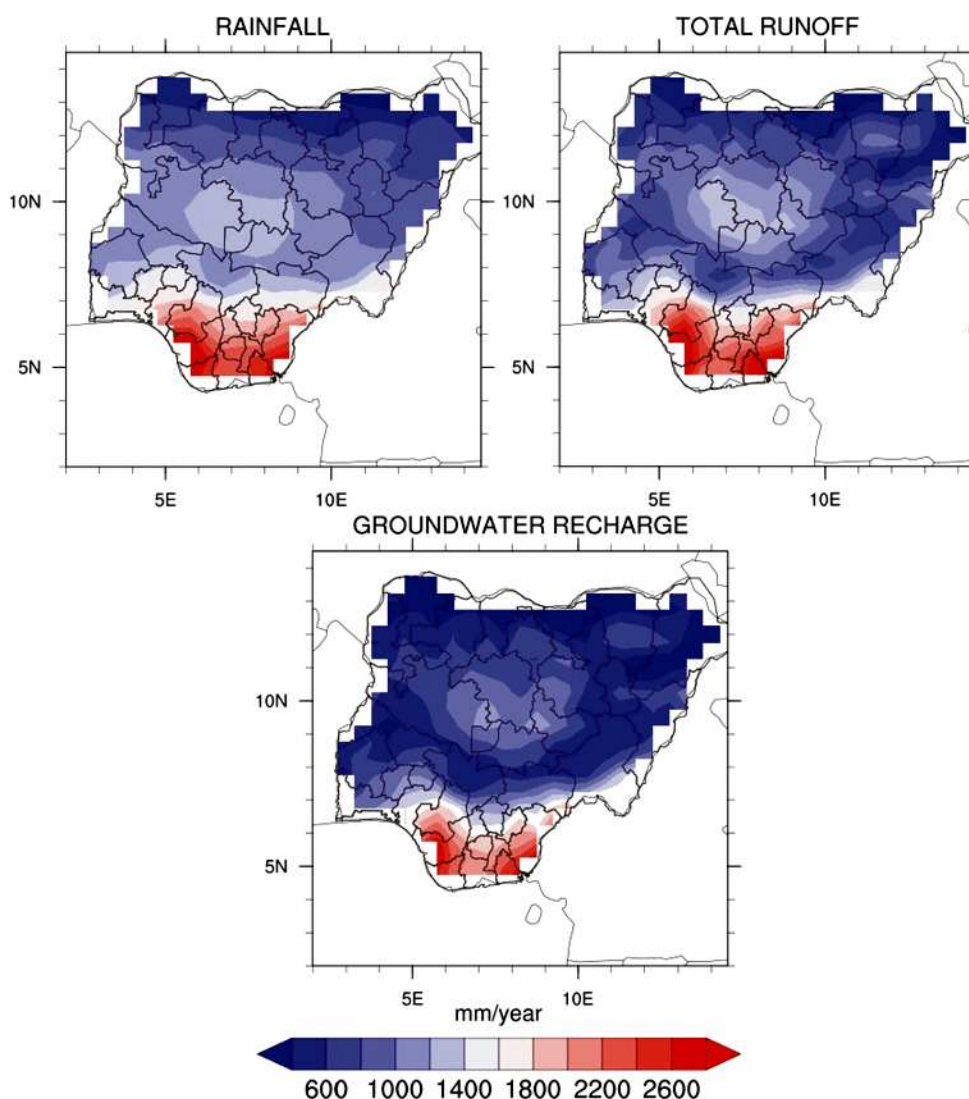 RAINFALL
TOTAL RUNOFF
10N
10N
5N
5N
5E
10E
5E
10E
GROUNDWATER RECHARGE
10N
5N
5E
10E
mm/year
600 1000 1400 1800 2200 2600